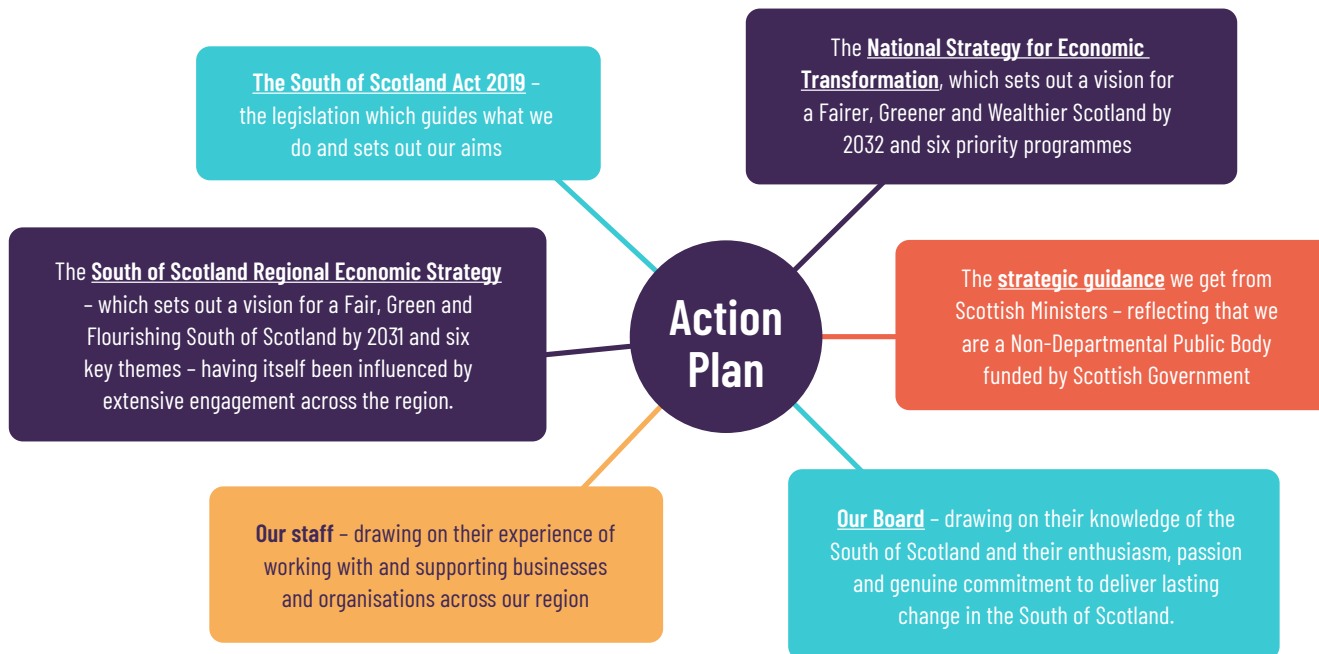 The South of Scotland Act 2019 –
the legislation which guides what we
do and sets out our aims
The National Strategy for Economic
Transformation, which sets out a vision for
a Fairer, Greener and Wealthier Scotland by
2032 and six priority programmes
The South of Scotland Regional Economic Strategy
– which sets out a vision for a Fair, Green and
Flourishing South of Scotland by 2031 and six
key themes – having itself been influenced by
extensive engagement across the region.
Action
Plan
The strategic guidance we get from
Scottish Ministers – reflecting that we
are a Non-Departmental Public Body
funded by Scottish Government
Our staff – drawing on their experience of
working with and supporting businesses
and organisations across our region
Our Board – drawing on their knowledge of the
South of Scotland and their enthusiasm, passion
and genuine commitment to deliver lasting
change in the South of Scotland.